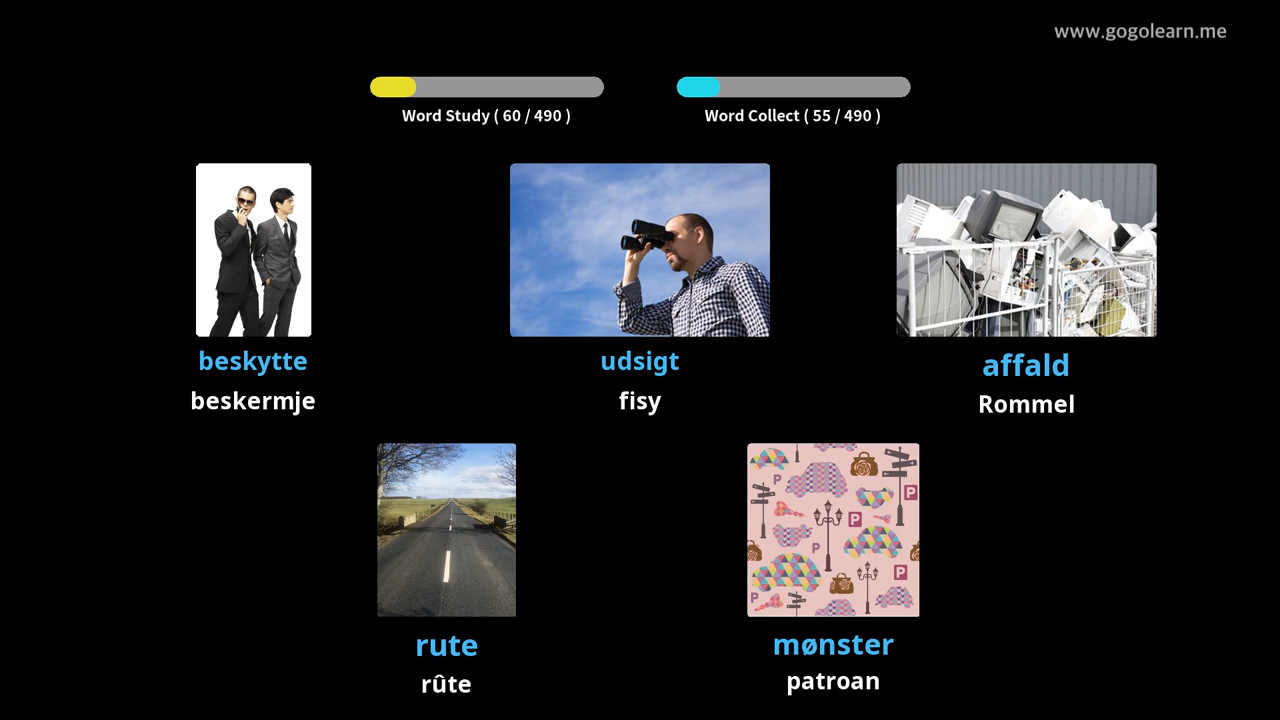 www.gogolearn.me
Word Study ( 60 / 490 )
Word Collect ( 55 / 490 )
beskytte
beskermje
udsigt
fisy
affald
Rommel
rute
rûte
mønster
patroan
P
P
P
P
P
P